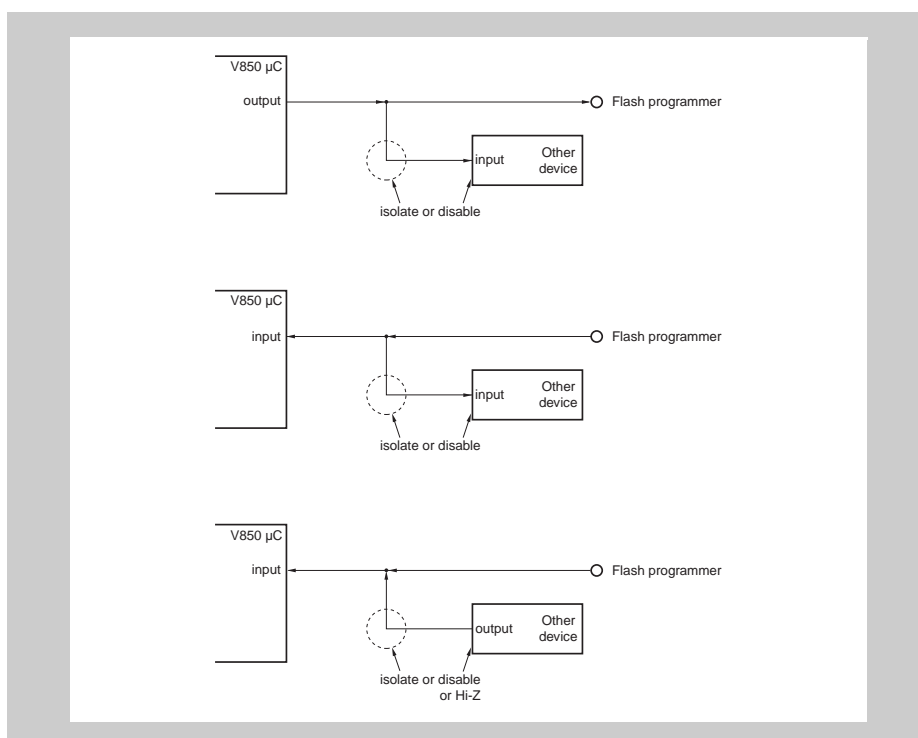 V850 µC
output
Flash programmer
input
Other
device
isolate or disable
V850 µC
input
Flash programmer
input
Other
device
isolate or disable
V850 µC
input
Flash programmer
output
Other
device
isolate or disable
or Hi-Z